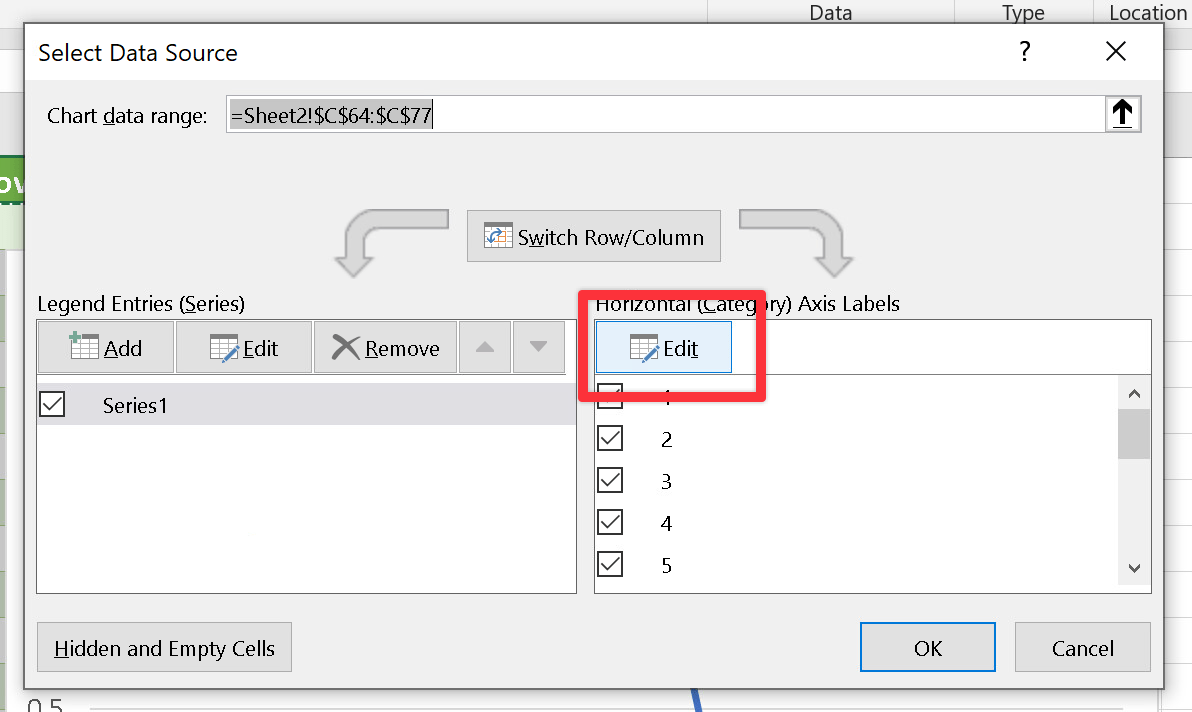 Data Type Location
Select Data Source ?
Chart data range: =Sheet2!$C$64:$C$77
Switch Row/Column
Legend Entries (Series) Horizontal (Category) Axis Labels
Add Edit Remove Edit
Series1
1
2
3
4
5
Hidden and Empty Cells OK Cancel
0.5